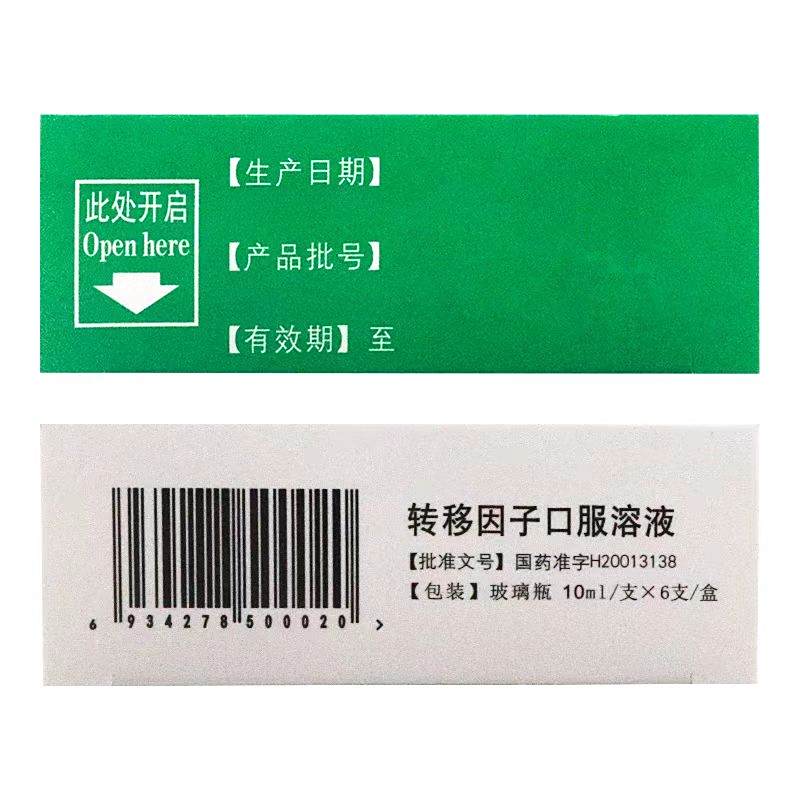 此处开启
Open here
【生产日期】
【产品批号】
【有效期】至
转移因子口服溶液
【批准文号】国药准字H20013138
【包装】玻璃瓶 10ml/支×6支/盒
6 934278 500020 >